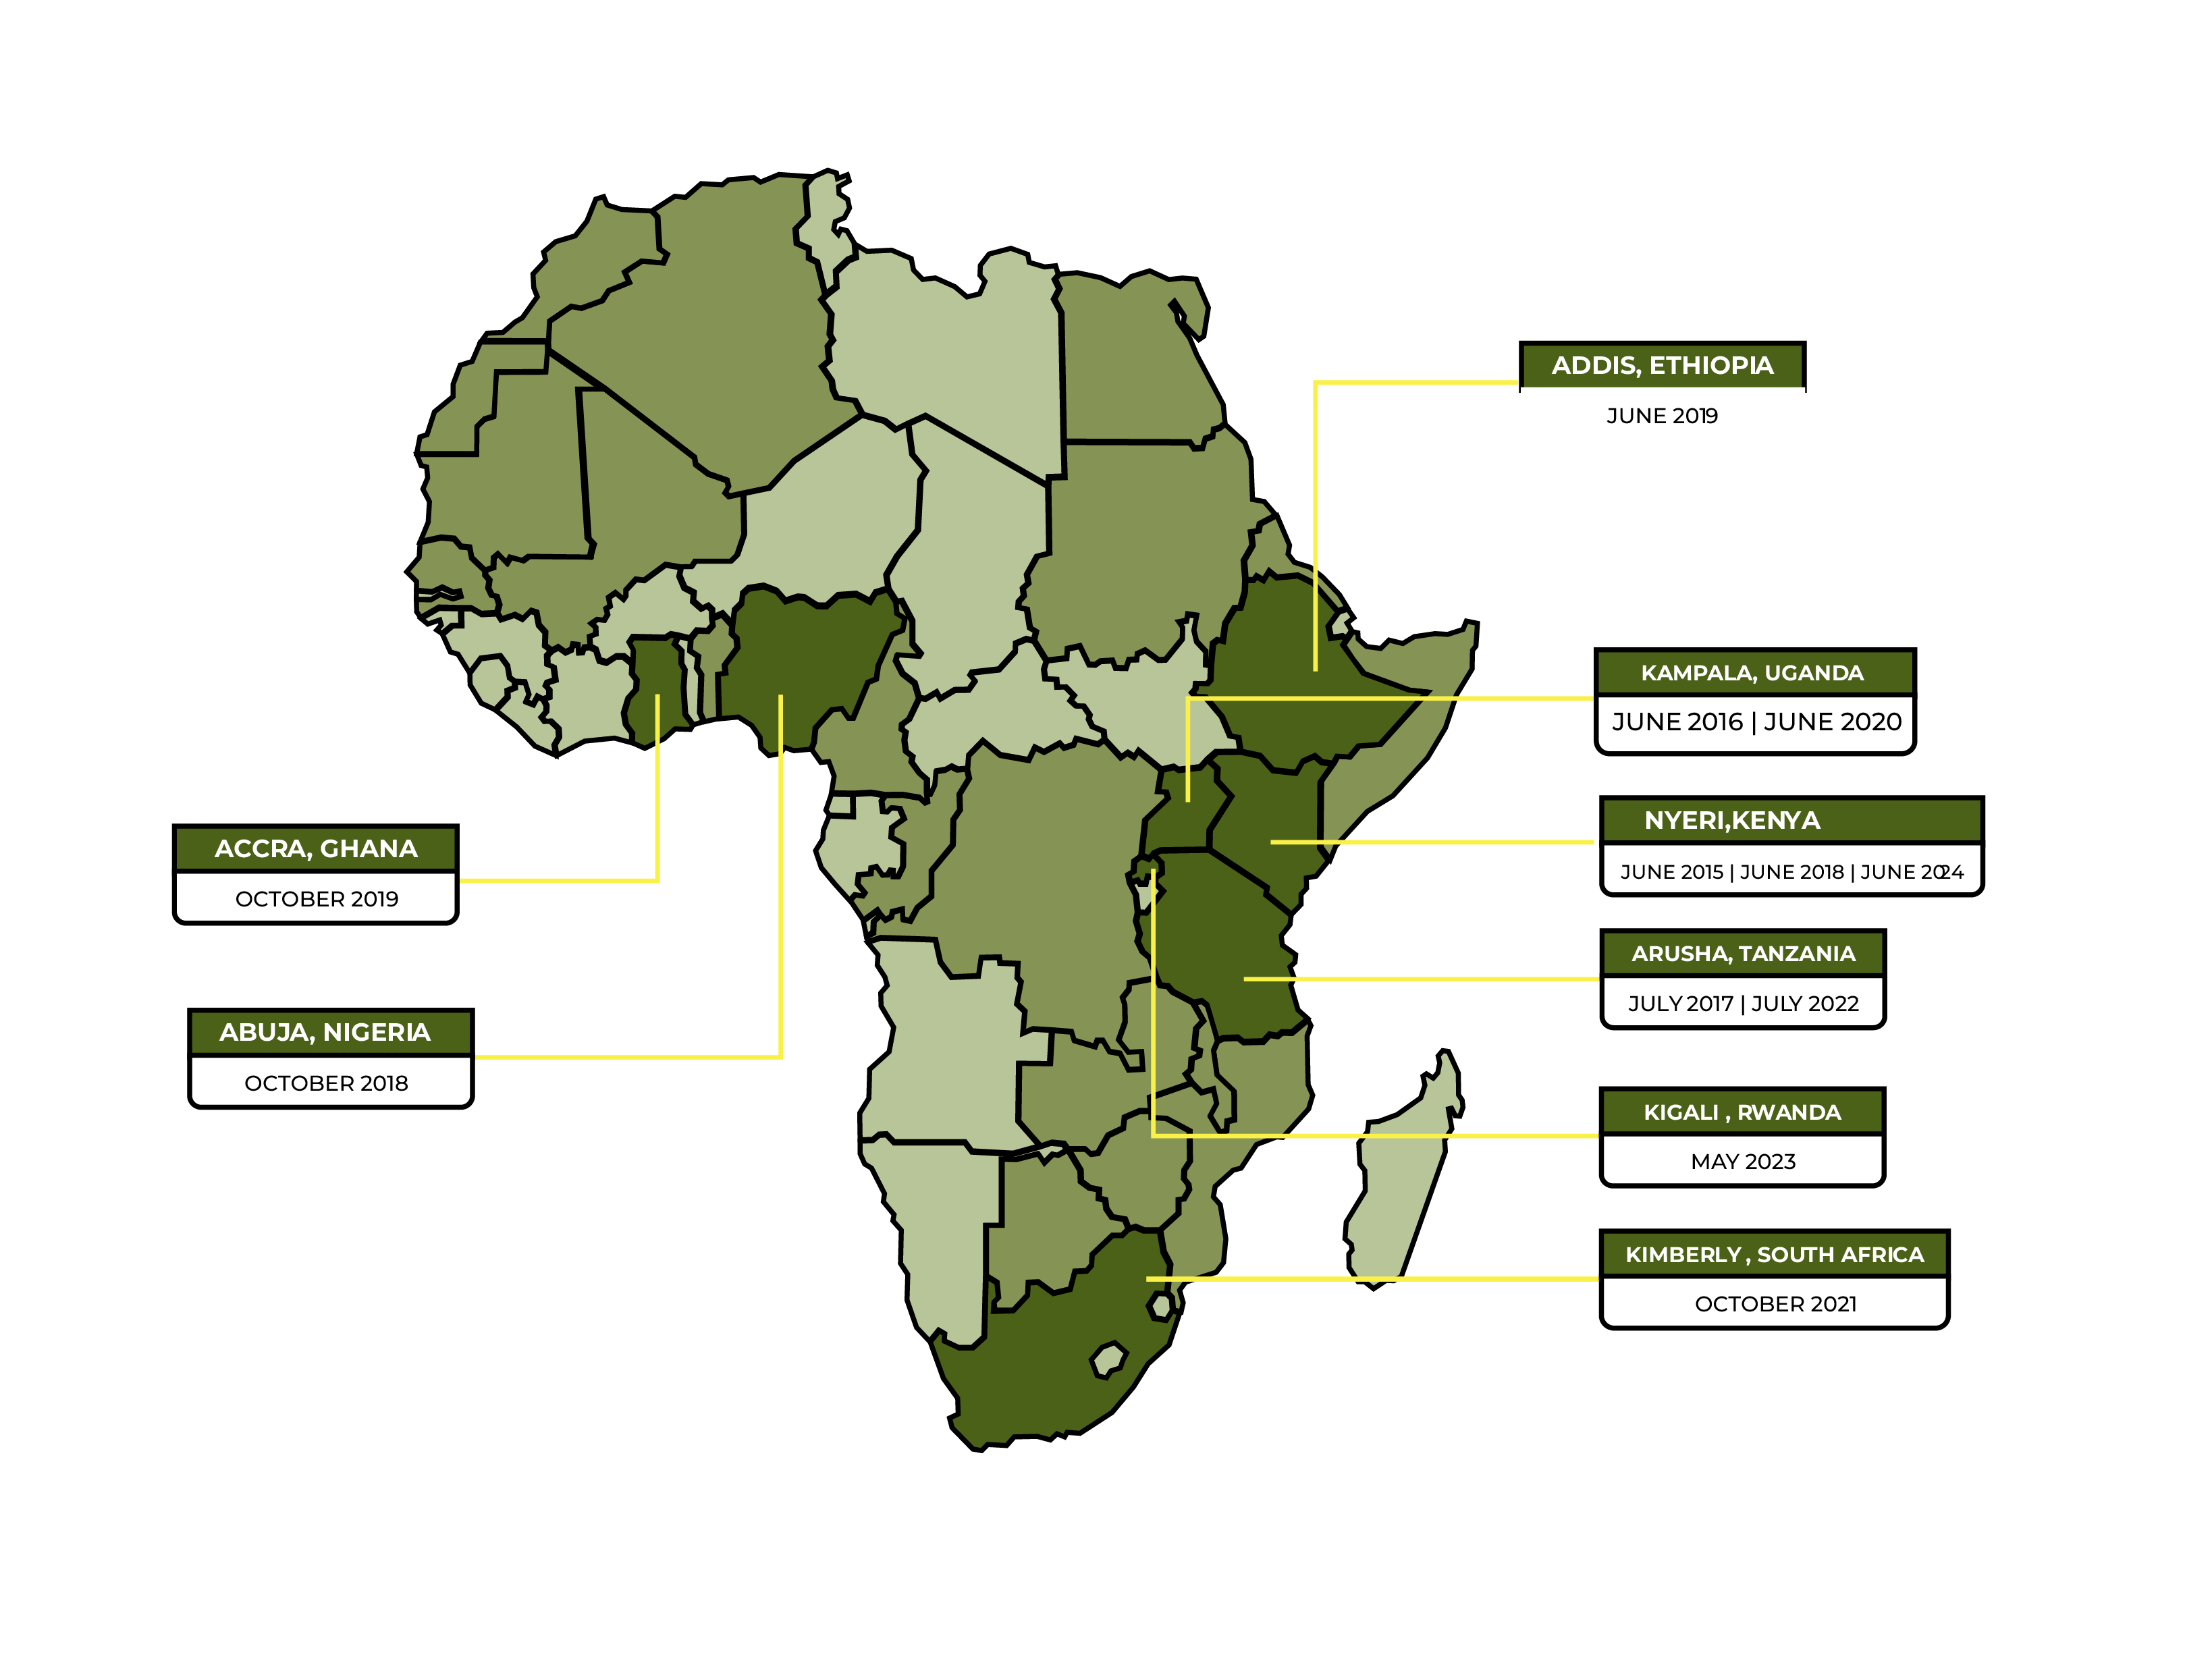 ADDIS, ETHIOPIA
JUNE 2019
KAMPALA, UGANDA
JUNE 2016 | JUNE 2020
NYERI,KENYA
JUNE 2015 | JUNE 2018 | JUNE 2024
ACCRA, GHANA
OCTOBER 2019
ARUSHA, TANZANIA
JULY 2017 | JULY 2022
ABUJA, NIGERIA
OCTOBER 2018
KIGALI , RWANDA
MAY 2023
KIMBERLY , SOUTH AFRICA
OCTOBER 2021